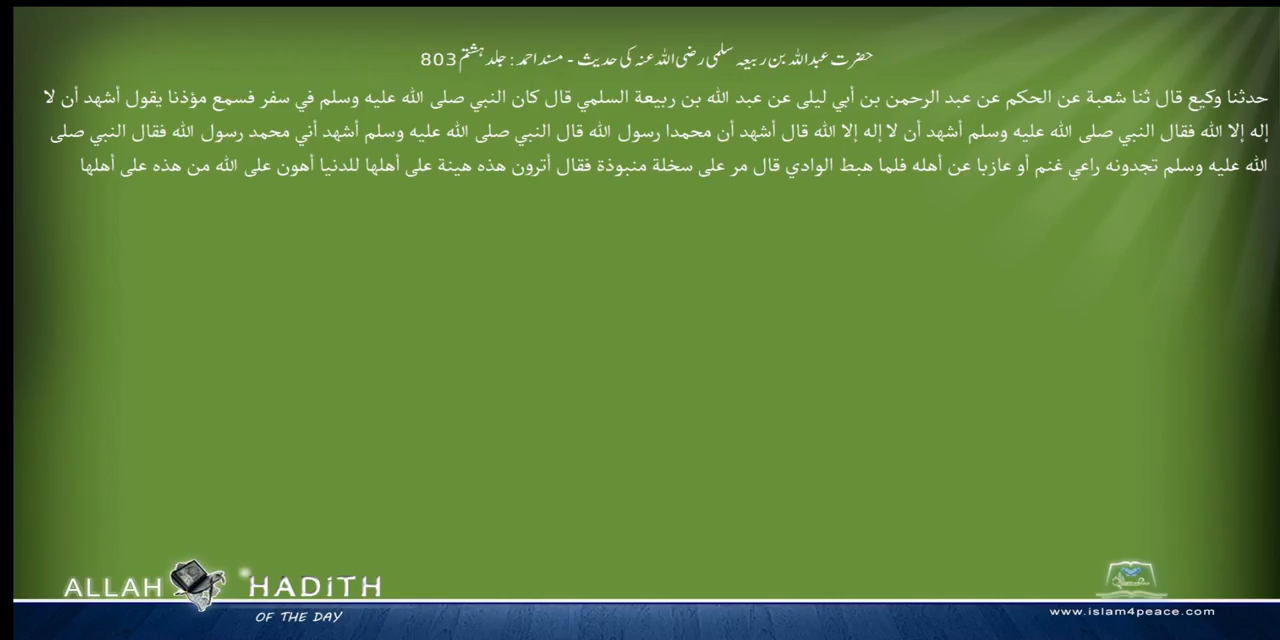 حضرت عبداللہ بن ربیعہ سلمی رضی اللہ عنہ کی حدیث - مسند احمد : جلد ہشتم 803
حدثنا وكيع قال ثنا شعبة عن الحكم عن عبد الرحمن بن أبي ليلى عن عبد الله بن ربيعة السلمي قال كان النبي صلى الله عليه وسلم في سفر فسمع مؤذنا يقول أشهد أن لا
إله إلا الله فقال النبي صلى الله عليه وسلم أشهد أن لا إله إلا الله قال أشهد أن محمدا رسول الله قال النبي صلى الله عليه وسلم أشهد أني محمد رسول الله فقال النبي صلى
الله عليه وسلم تجدونه راعي غنم أو عازبا عن أهله فلما هبط الوادي قال مر على سخلة منبوذة فقال أترون هذه هينة على أهلها للدنيا أهون على الله من هذه على أهلها
ALLAH HADITH
OF THE DAY
www.islam4peace.com